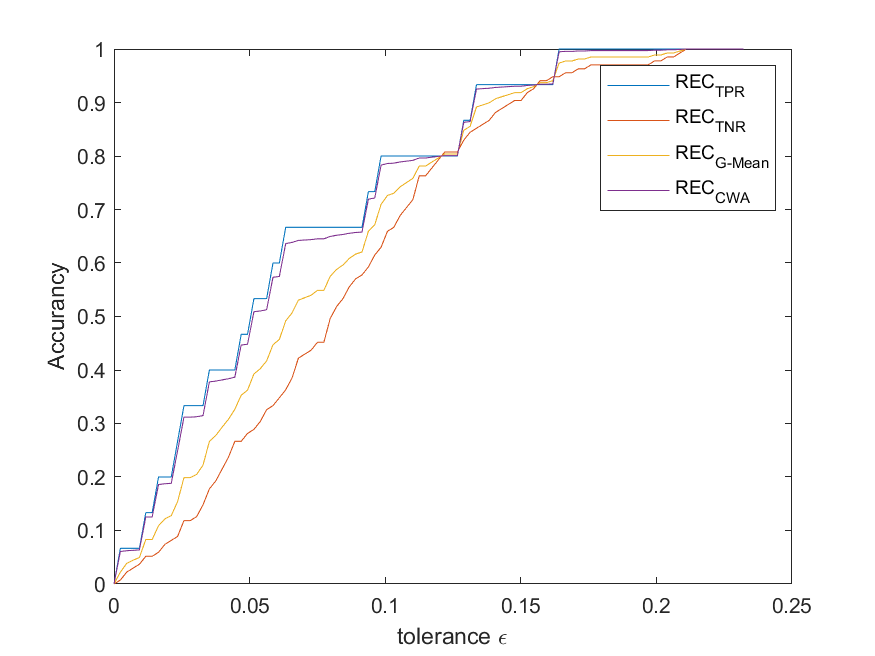 1
0.9
0.8
0.7
0.6
0.5
0.4
0.3
0.2
0.1
0
Accurancy
0 0.05 0.1 0.15 0.2 0.25
tolerance ϵ
REC_TPR
REC_TNR
REC_G-Mean
REC_CWA